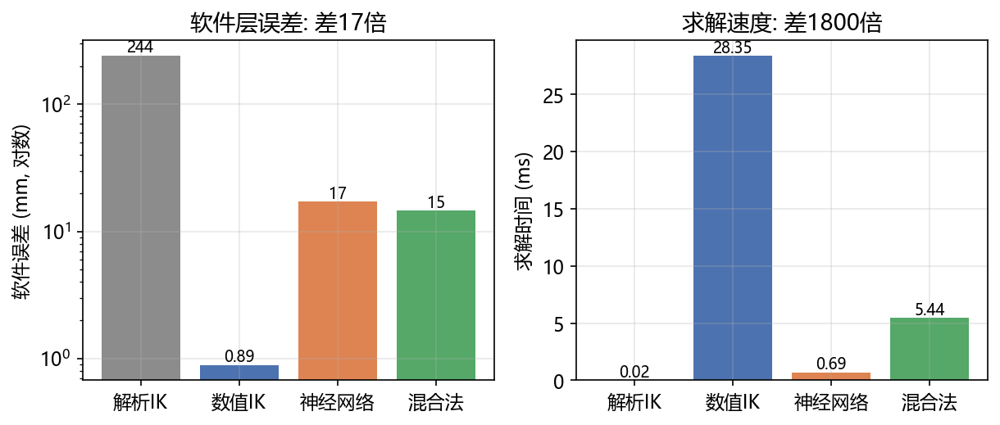 软件层误差: 差17倍
软件误差 (mm, 对数)
10²
10¹
10⁰
244
0.89
17
15
解析IK
数值IK
神经网络
混合法
求解速度: 差1800倍
求解时间 (ms)
25
20
15
10
5
0
0.02
28.35
0.69
5.44
解析IK
数值IK
神经网络
混合法